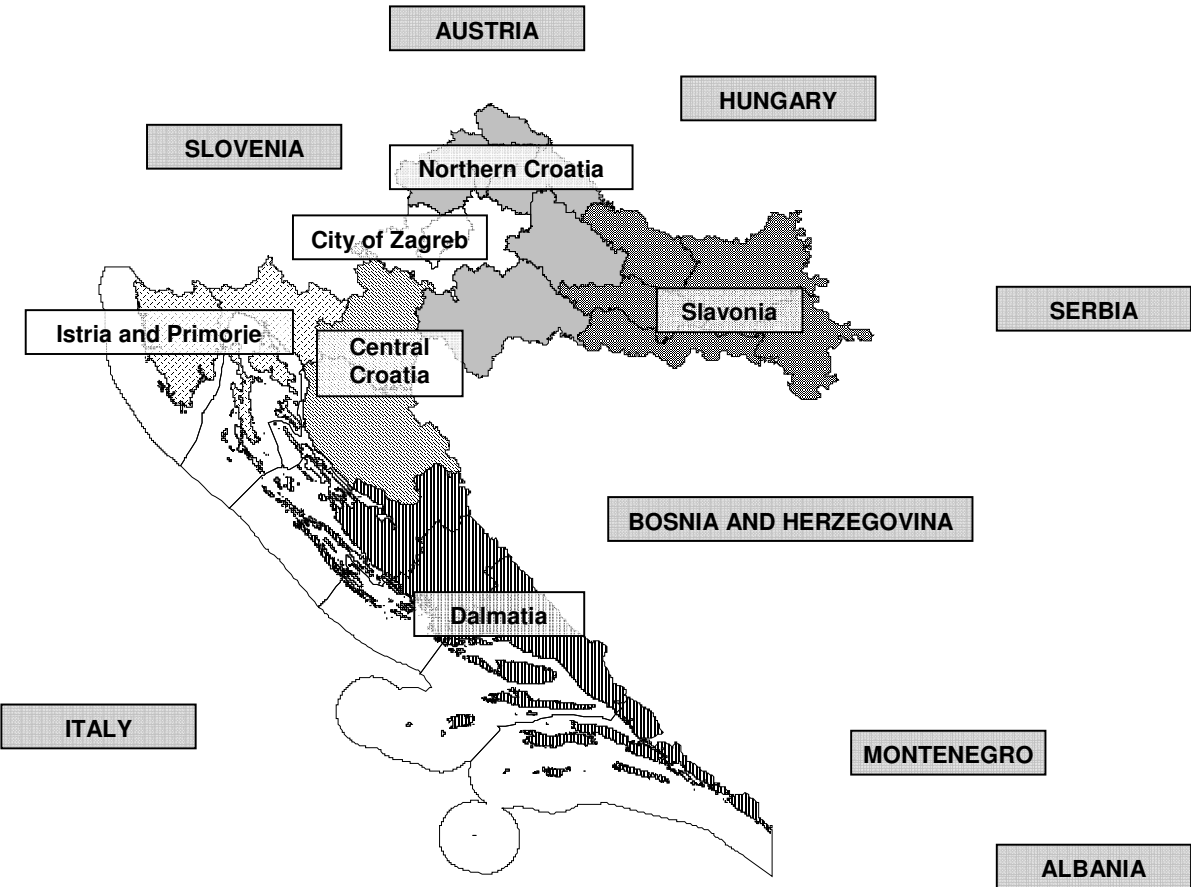 AUSTRIA
HUNGARY
SLOVENIA
Northern Croatia
City of Zagreb
Slavonia
SERBIA
Istria and Primorje
Central
Croatia
BOSNIA AND HERZEGOVINA
Dalmatia
ITALY
MONTENEGRO
ALBANIA